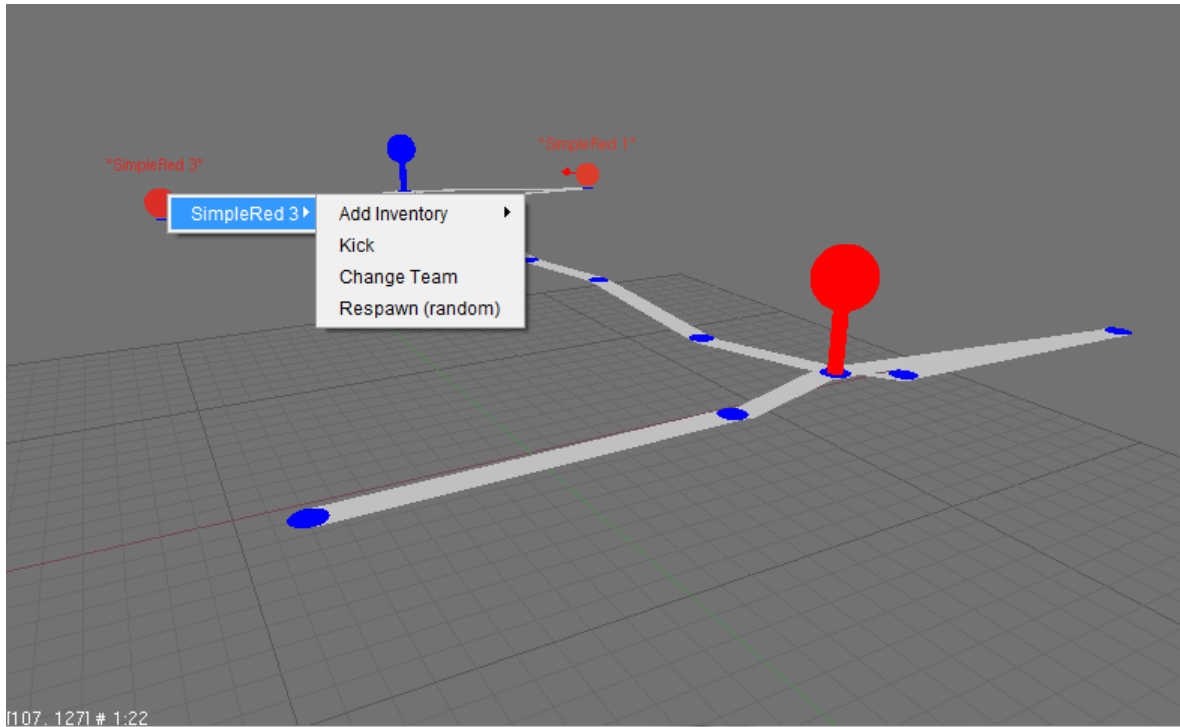 "SimpleRed 1"
"SimpleRed 3"
SimpleRed 3
Add Inventory
Kick
Change Team
Respawn (random)
[107, 127] # 1:22